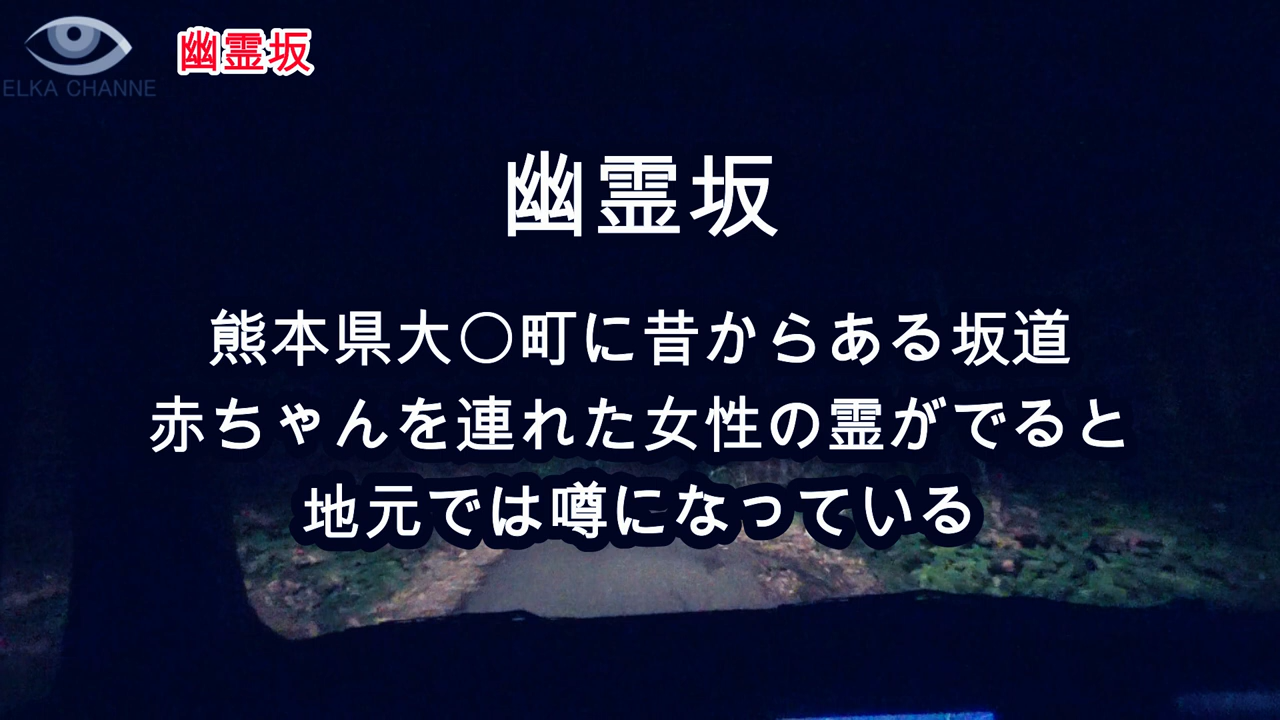 ELKA CHANNE
幽霊坂
幽霊坂
熊本県大〇町に昔からある坂道
赤ちゃんを連れた女性の霊がでると
地元では噂になっている